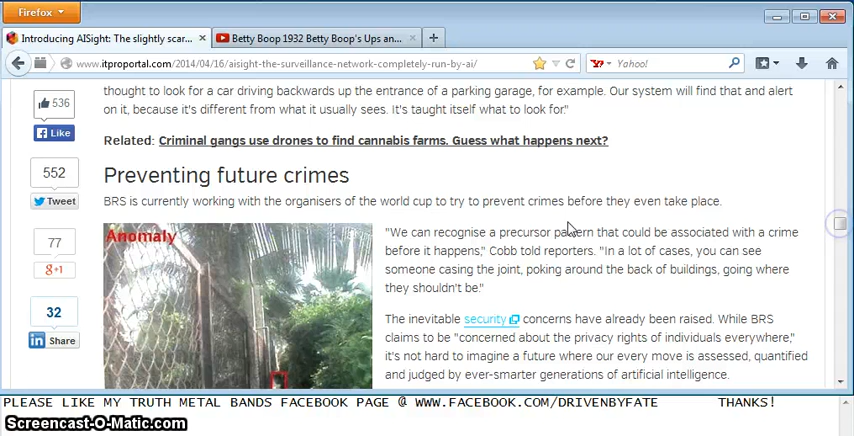 Firefox
Introducing AISight: The slightly scar...
Betty Boop 1932 Betty Boop's Ups an...
www.itproportal.com/2014/04/16/aisight-the-surveillance-network-completely-run-by-ai/
Yahoo!
thought to look for a car driving backwards up the entrance of a parking garage, for example. Our system will find that and alert
on it, because it's different from what it usually sees. It's taught itself what to look for."
536
Like
Related: Criminal gangs use drones to find cannabis farms. Guess what happens next?
552
Tweet
Preventing future crimes
BRS is currently working with the organisers of the world cup to try to prevent crimes before they even take place.
77
+1
Anomaly
"We can recognise a precursor pattern that could be associated with a crime
before it happens," Cobb told reporters. "In a lot of cases, you can see
someone casing the joint, poking around the back of buildings, going where
they shouldn't be."
32
Share
The inevitable security concerns have already been raised. While BRS
claims to be "concerned about the privacy rights of individuals everywhere,"
it's not hard to imagine a future where our every move is assessed, quantified
and judged by ever-smarter generations of artificial intelligence.
PLEASE LIKE MY TRUTH METAL BANDS FACEBOOK PAGE @ WWW.FACEBOOK.COM/DRIVENBYFATE THANKS!
Screencast-O-Matic.com